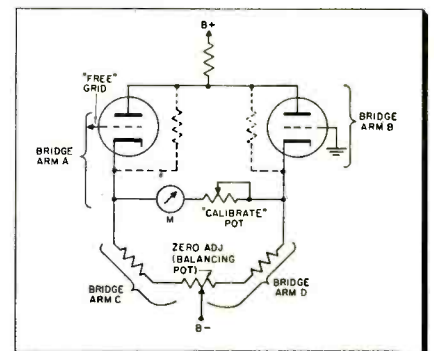 B+
"FREE"
GRID
BRIDGE
ARM A
BRIDGE
ARM B
M
"CALIBRATE"
POT
ZERO ADJ
(BALANCING
POT)
BRIDGE
ARM C
BRIDGE
ARM D
B-